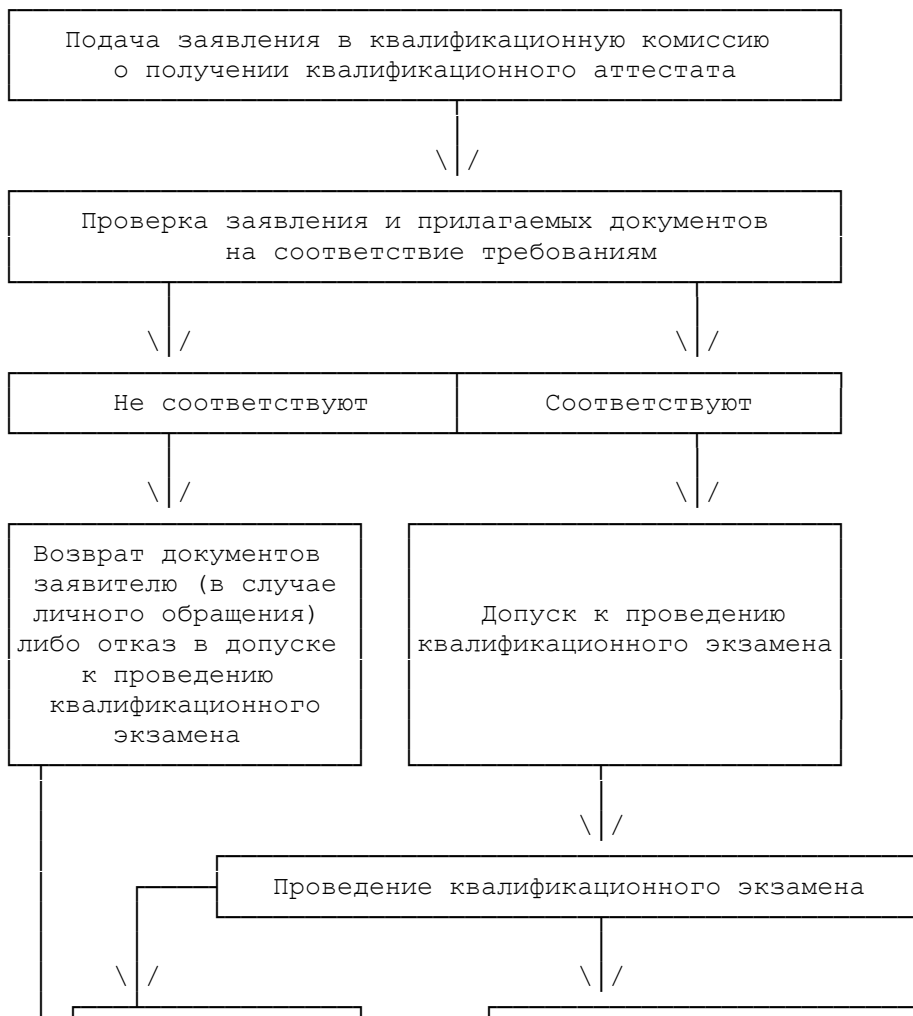 Подача заявления в квалификационную комиссию
о получении квалификационного аттестата
Проверка заявления и прилагаемых документов
на соответствие требованиям
Не соответствуют
Соответствуют
Возврат документов
заявителю (в случае
личного обращения)
либо отказ в допуске
к проведению
квалификационного
экзамена
Допуск к проведению
квалификационного экзамена
Проведение квалификационного экзамена